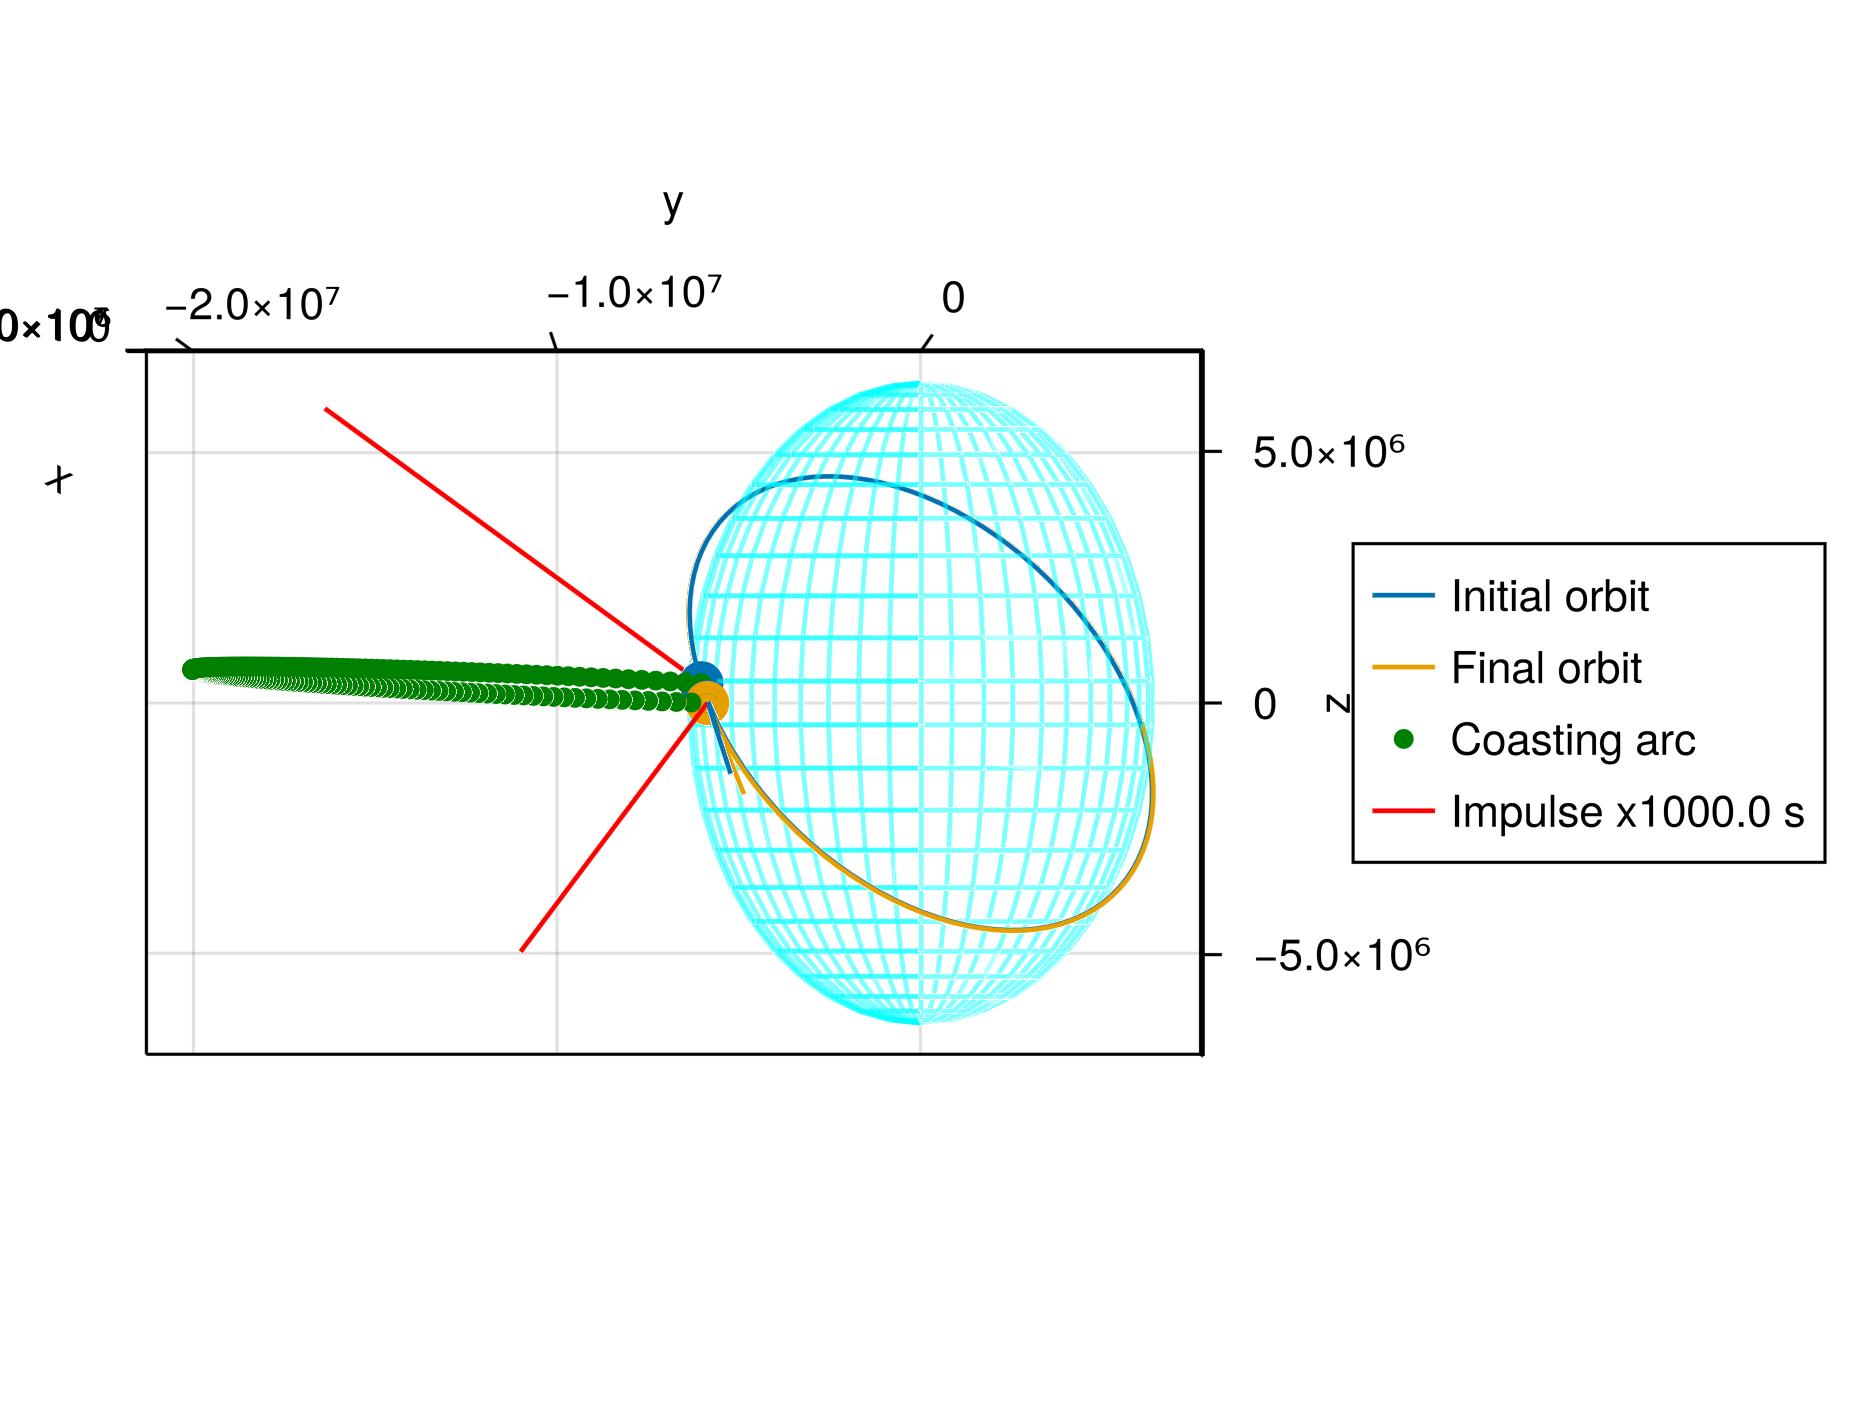 y
−2.0×10⁷
−1.0×10⁷
0
x
5.0×10⁶
0
z
−5.0×10⁶
Initial orbit
Final orbit
Coasting arc
Impulse x1000.0 s